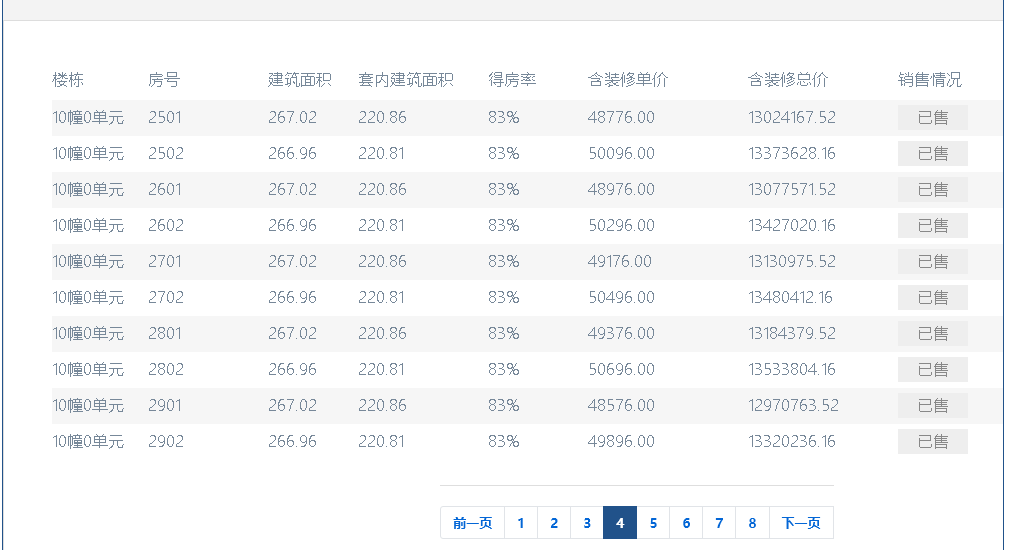 楼栋 房号 建筑面积 套内建筑面积 得房率 含装修单价 含装修总价 销售情况
10幢0单元 2501 267.02 220.86 83% 48776.00 13024167.52 已售
10幢0单元 2502 266.96 220.81 83% 50096.00 13373628.16 已售
10幢0单元 2601 267.02 220.86 83% 48976.00 13077571.52 已售
10幢0单元 2602 266.96 220.81 83% 50296.00 13427020.16 已售
10幢0单元 2701 267.02 220.86 83% 49176.00 13130975.52 已售
10幢0单元 2702 266.96 220.81 83% 50496.00 13480412.16 已售
10幢0单元 2801 267.02 220.86 83% 49376.00 13184379.52 已售
10幢0单元 2802 266.96 220.81 83% 50696.00 13533804.16 已售
10幢0单元 2901 267.02 220.86 83% 48576.00 12970763.52 已售
10幢0单元 2902 266.96 220.81 83% 49896.00 13320236.16 已售
前一页 1 2 3 4 5 6 7 8 下一页